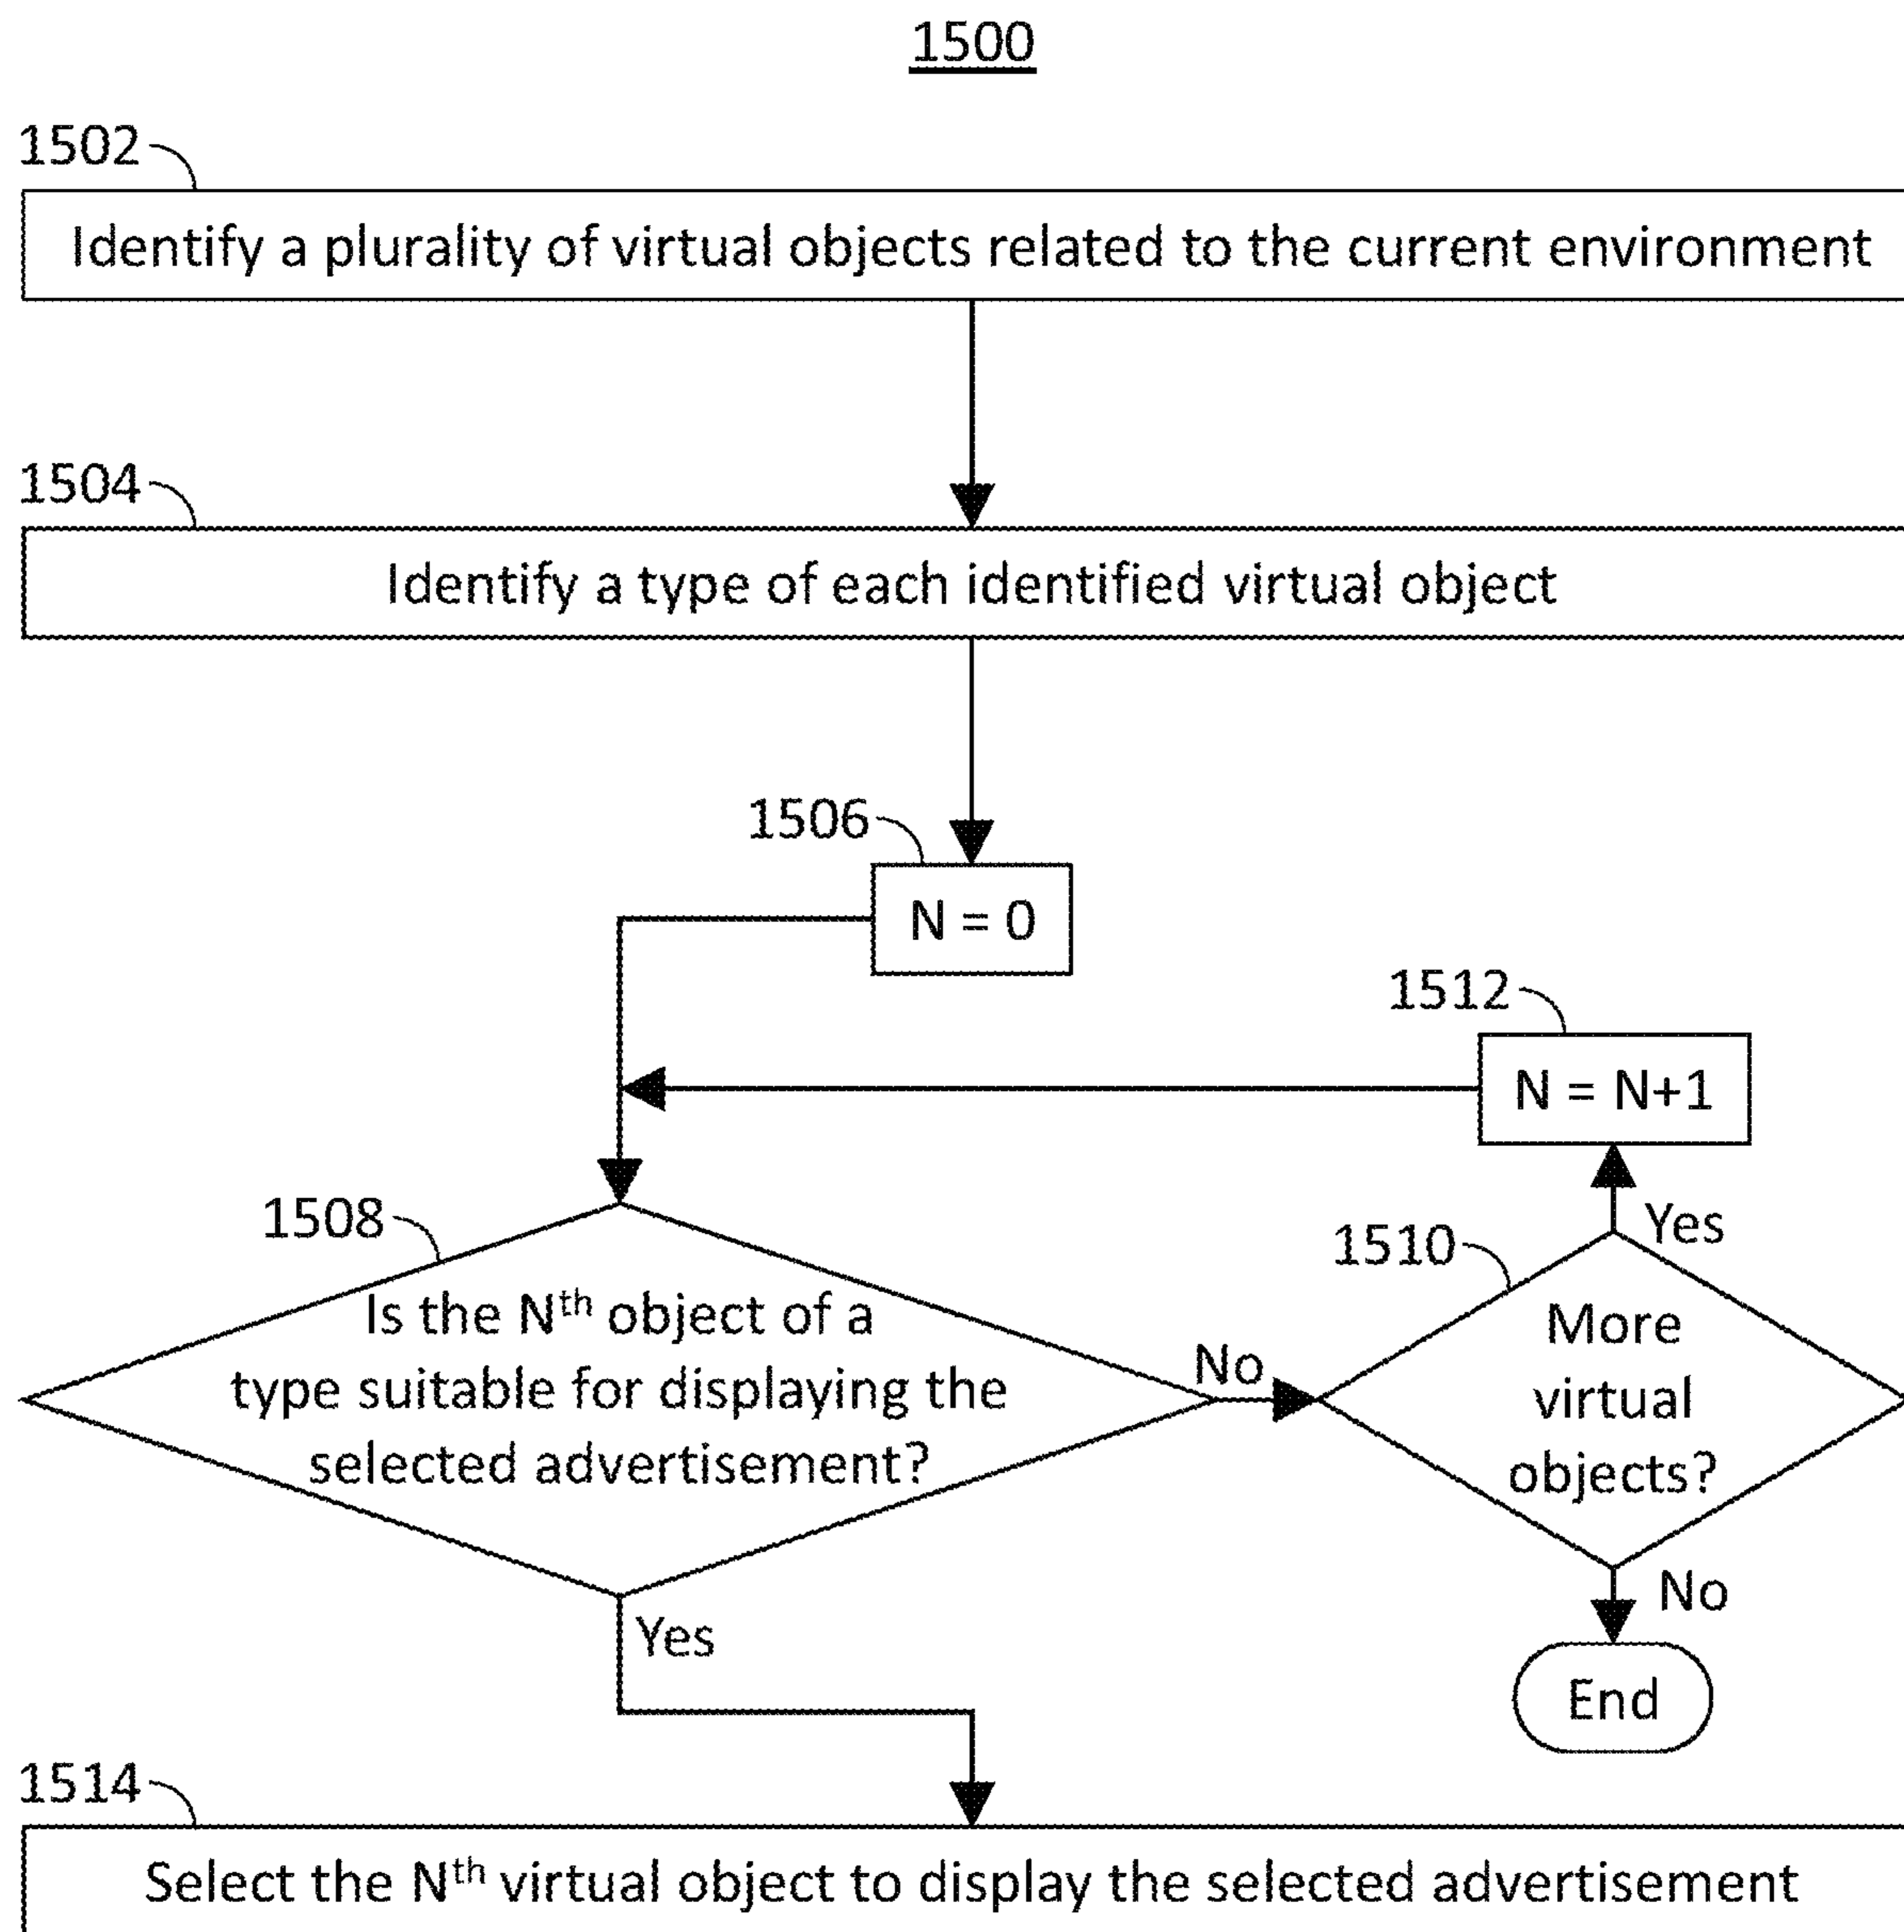 1500
1502
Identify a plurality of virtual objects related to the current environment
1504
Identify a type of each identified virtual object
1506
N = 0
1512
N = N+1
Yes
1508
Is the Nth object of a
type suitable for displaying the
selected advertisement?
No
1510
More
virtual
objects?
No
End
Yes
1514
Select the Nth virtual object to display the selected advertisement